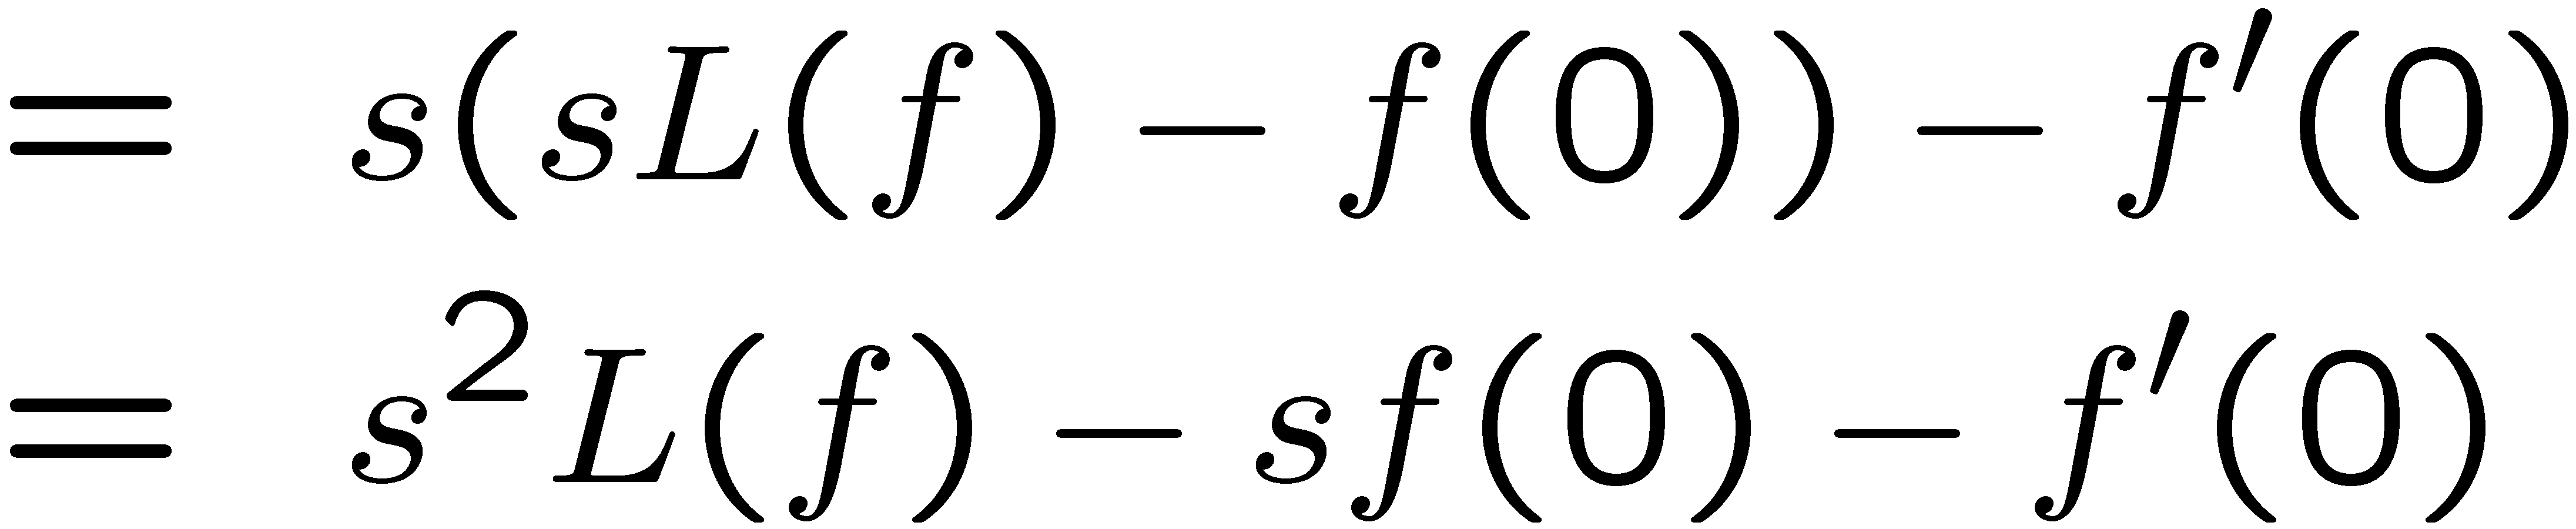 = s(sL(f) − f(0)) − f′(0)
= s²L(f) − sf(0) − f′(0)